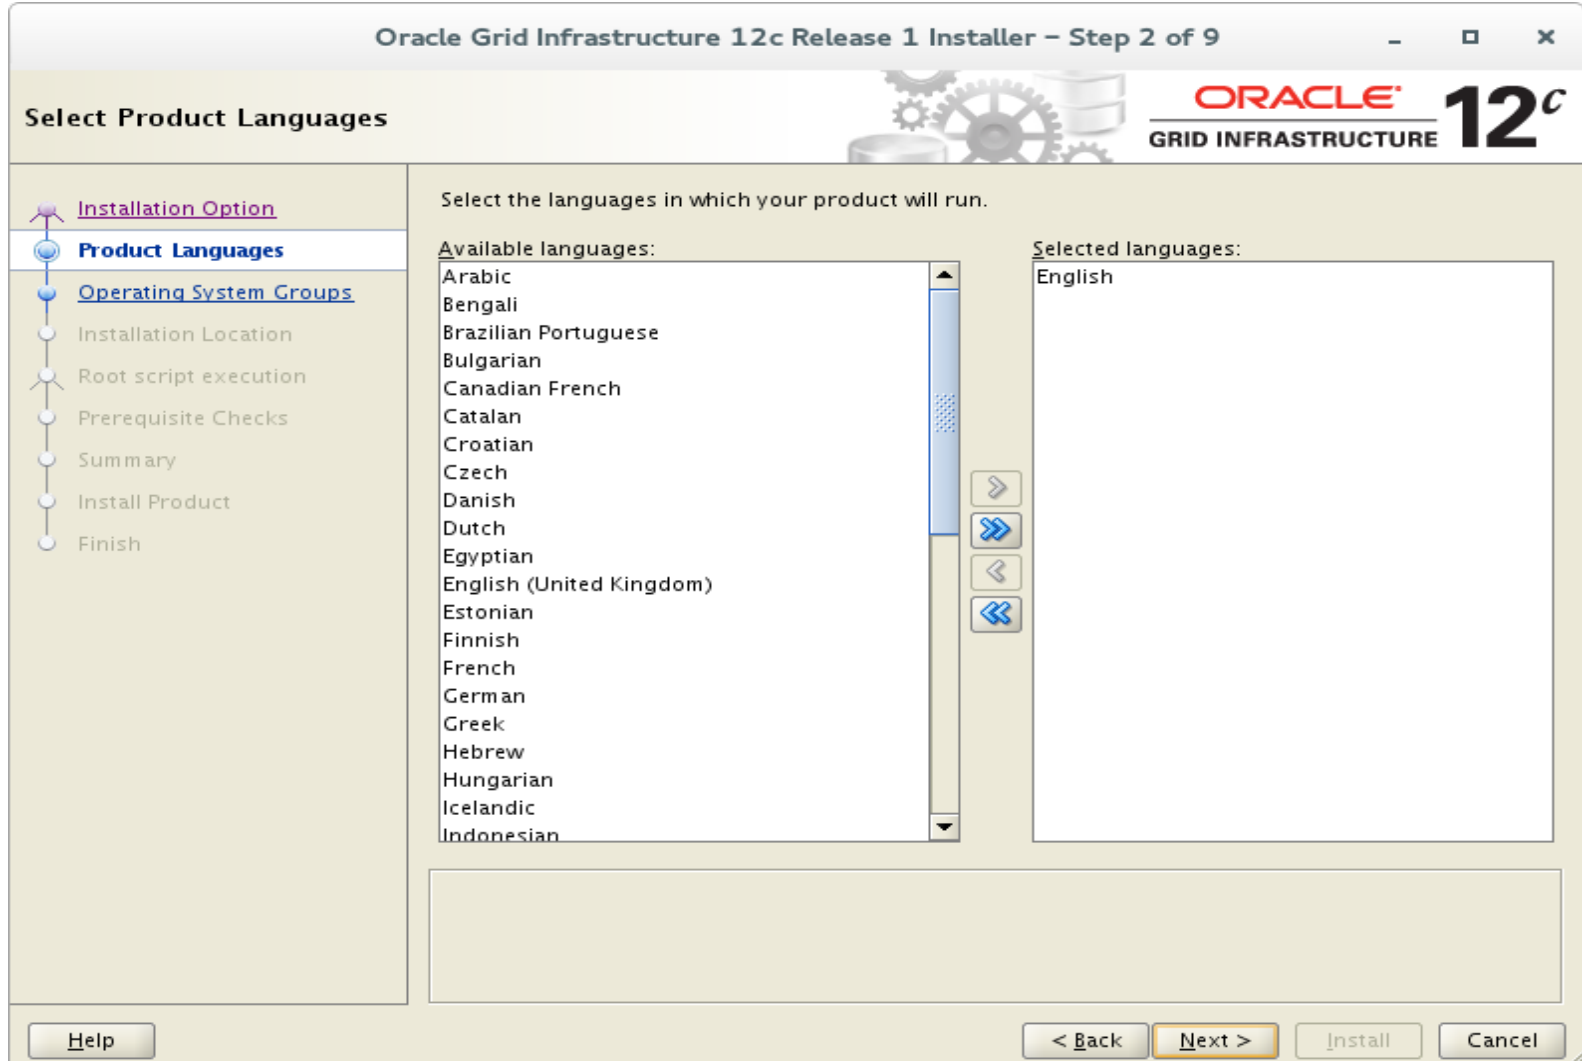 Oracle Grid Infrastructure 12c Release 1 Installer – Step 2 of 9
Select Product Languages
ORACLE
GRID INFRASTRUCTURE
12c
Installation Option
Product Languages
Operating System Groups
Installation Location
Root script execution
Prerequisite Checks
Summary
Install Product
Finish
Select the languages in which your product will run.
Available languages:
Arabic
Bengali
Brazilian Portuguese
Bulgarian
Canadian French
Catalan
Croatian
Czech
Danish
Dutch
Egyptian
English (United Kingdom)
Estonian
Finnish
French
German
Greek
Hebrew
Hungarian
Icelandic
Indonesian
Selected languages:
English
Help
< Back
Next >
Install
Cancel